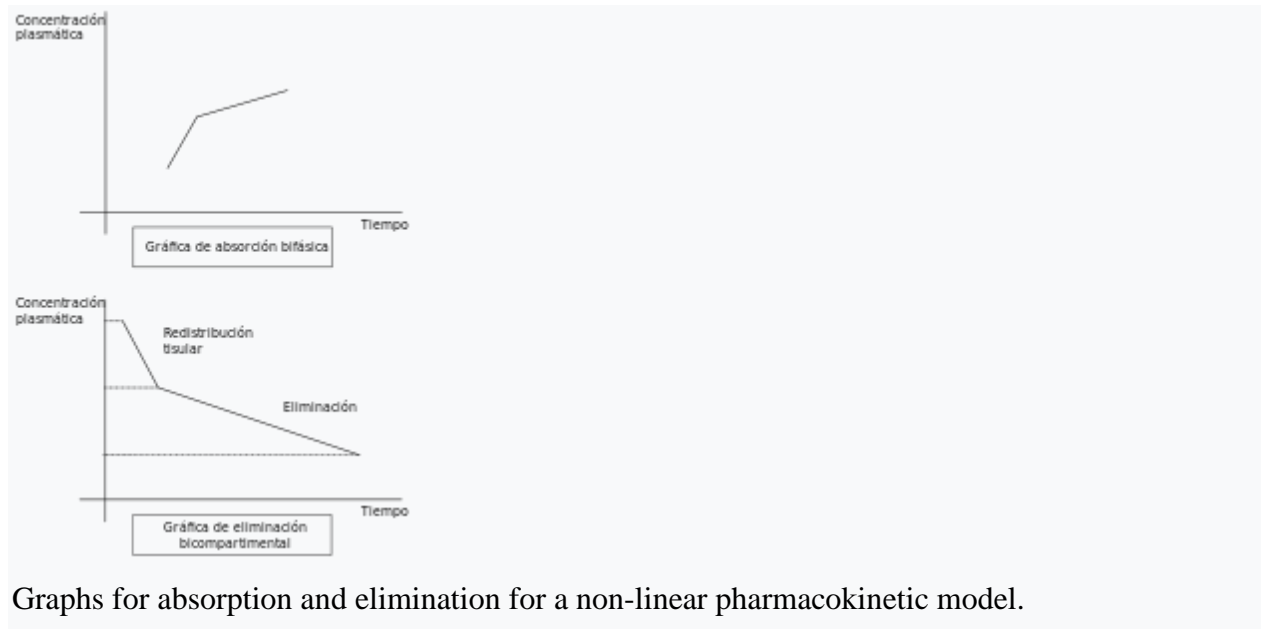 Concentración
plasmática
Tiempo
Gráfica de absorción bifásica
Concentración
plasmática
Redistribución
tisular
Eliminación
Tiempo
Gráfica de eliminación
bicompartimental
Graphs for absorption and elimination for a non-linear pharmacokinetic model.